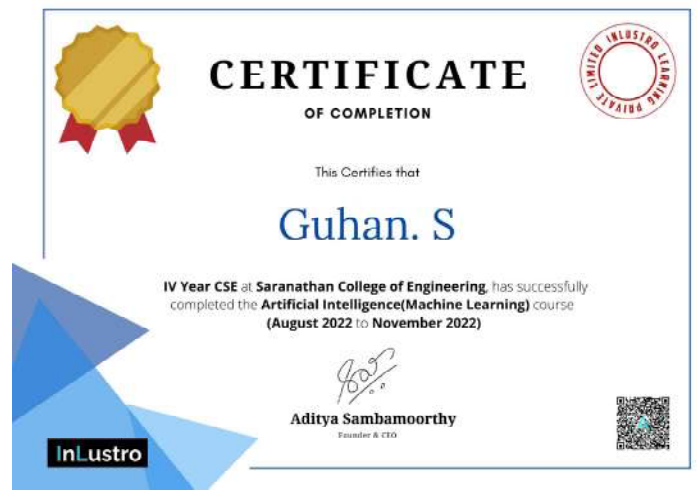 CERTIFICATE
OF COMPLETION
INLUSTRO LEARNING PRIVATE LIMITED
This Certifies that
Guhan. S
IV Year CSE at Saranathan College of Engineering, has successfully
completed the Artificial Intelligence(Machine Learning) course
(August 2022 to November 2022)
Aditya Sambamoorthy
Founder & CEO
InLustro